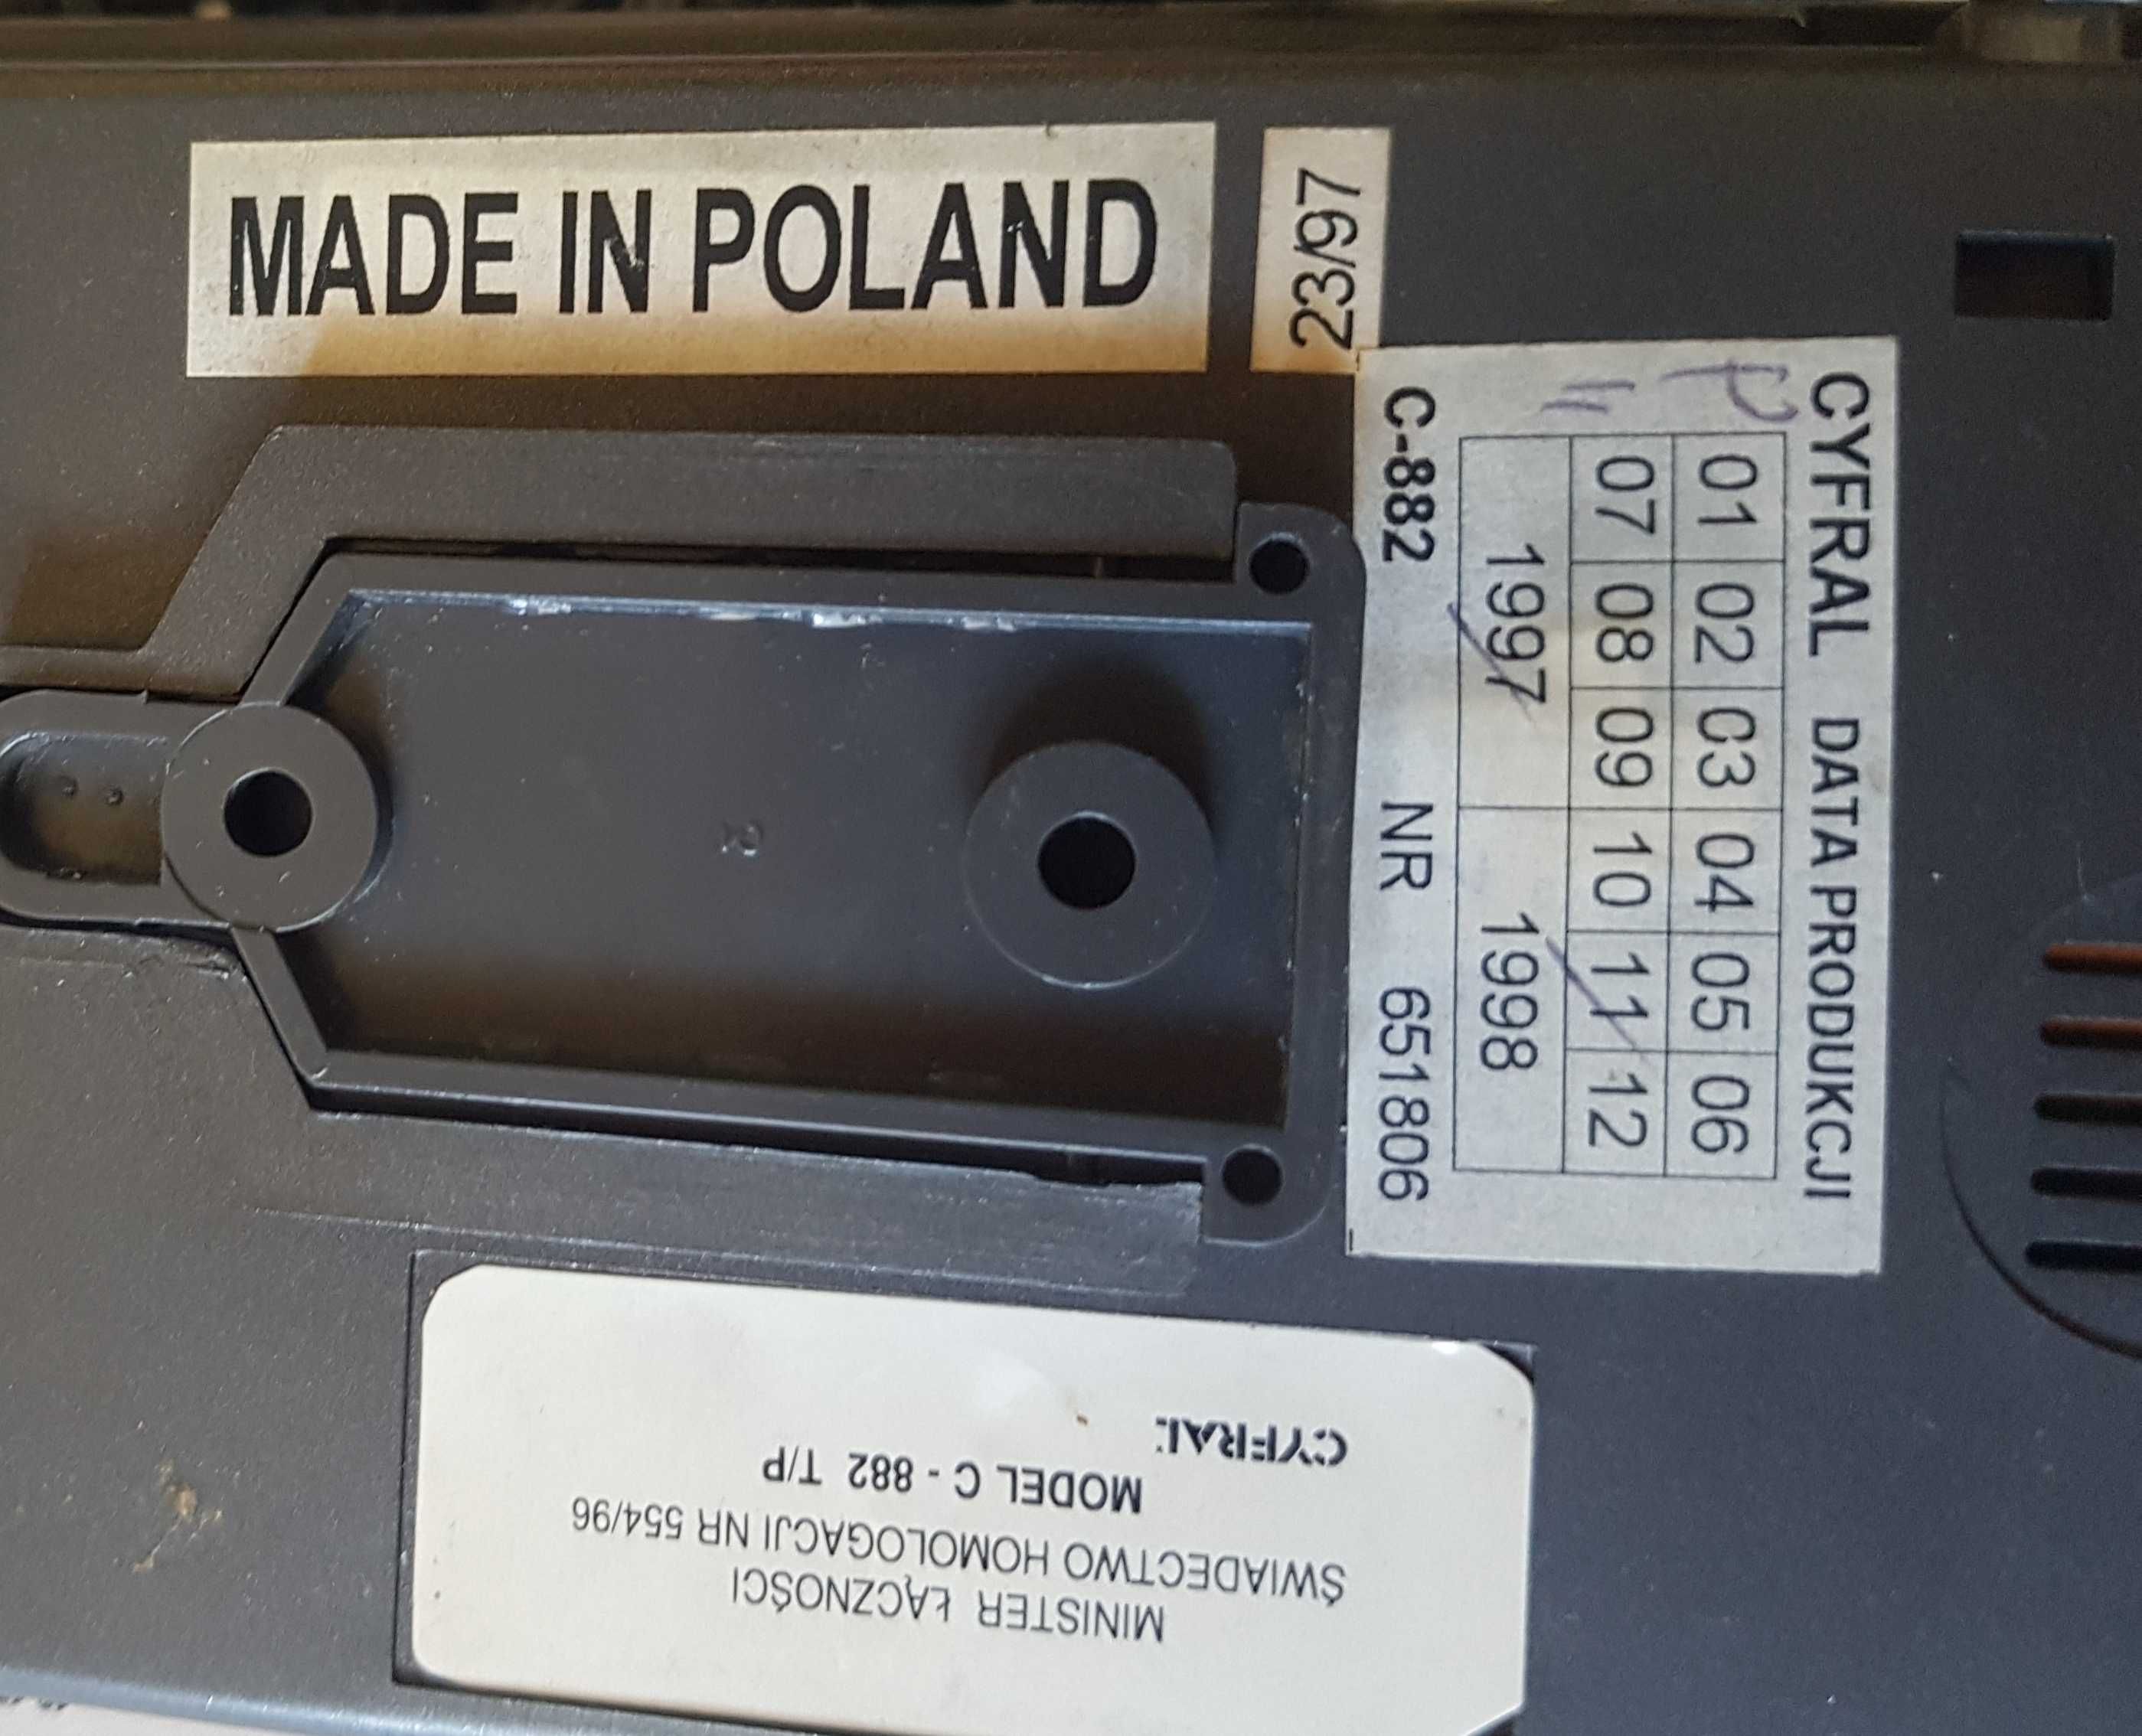 MADE IN POLAND
23/97
CYFRAL DATA PRODUKCJI
01 02 03 04 05 06
07 08 09 10 11 12
1997 1998
C-882 NR 651806
CYFRAL
MODEL C - 882 T/P
ŚWIADECTWO HOMOLOGACJI NR 554/96
MINISTER ŁĄCZNOŚCI